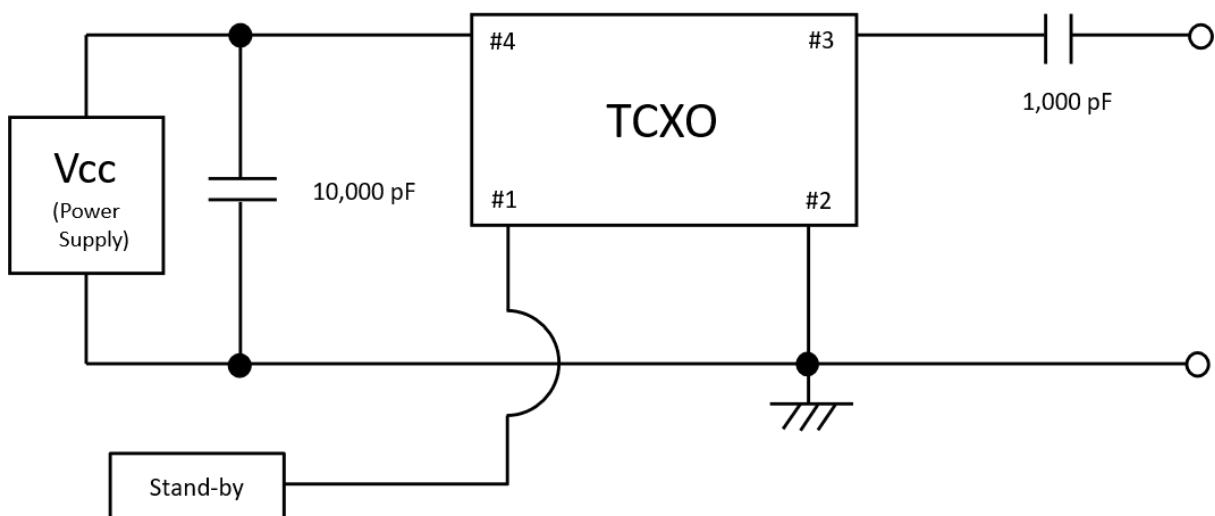 #4
#3
TCXO
1,000 pF
Vcc
(Power
Supply)
10,000 pF
#1
#2
Stand-by